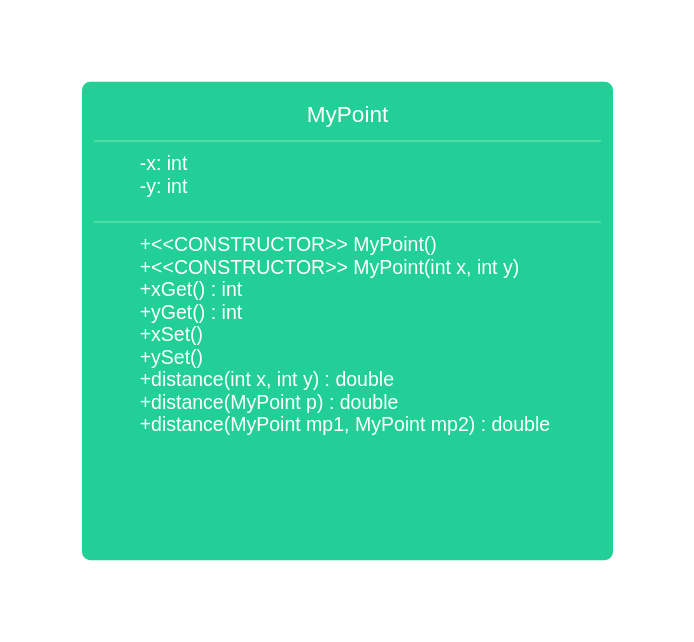 MyPoint
-x: int
-y: int
+<<CONSTRUCTOR>> MyPoint()
+<<CONSTRUCTOR>> MyPoint(int x, int y)
+xGet() : int
+yGet() : int
+xSet()
+ySet()
+distance(int x, int y) : double
+distance(MyPoint p) : double
+distance(MyPoint mp1, MyPoint mp2) : double